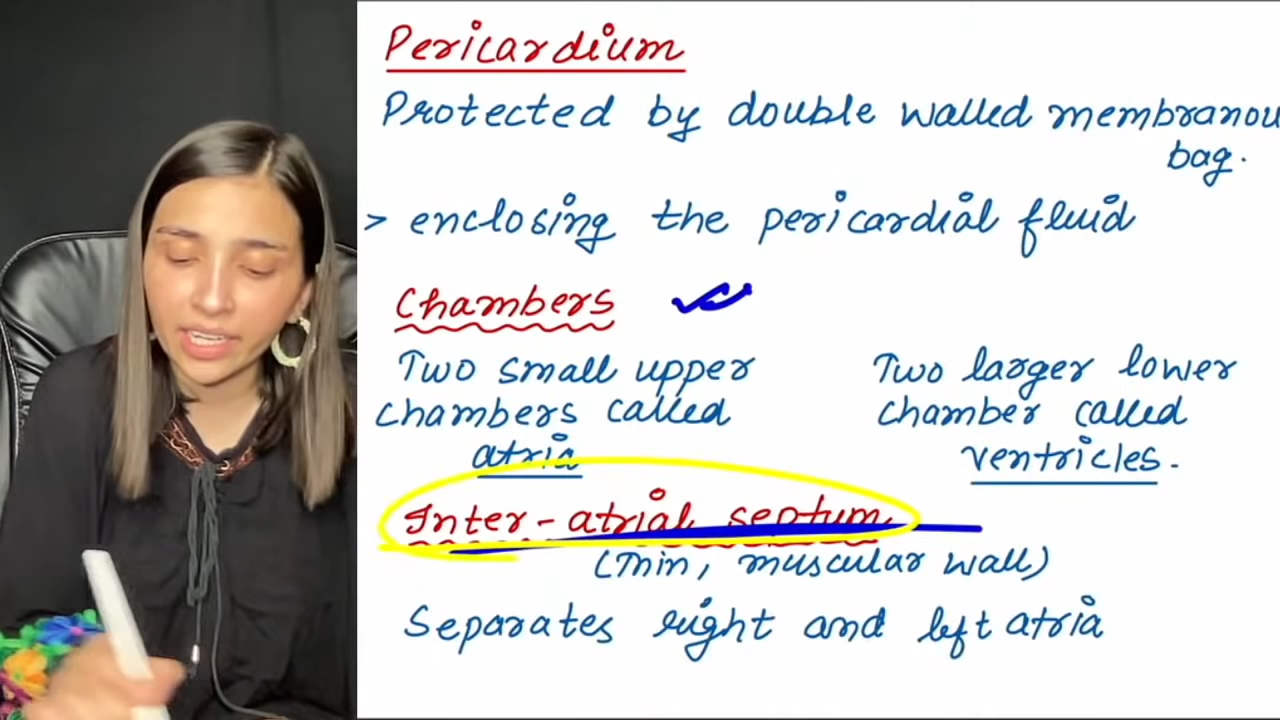 Pericardium
Protected by double walled membranou
bag.
> enclosing the pericardial fluid
Chambers
Two small upper
chambers called
atria
Two larger lower
chamber called
ventricles.
Inter-atrial septum
(Thin, muscular wall)
Separates right and left atria